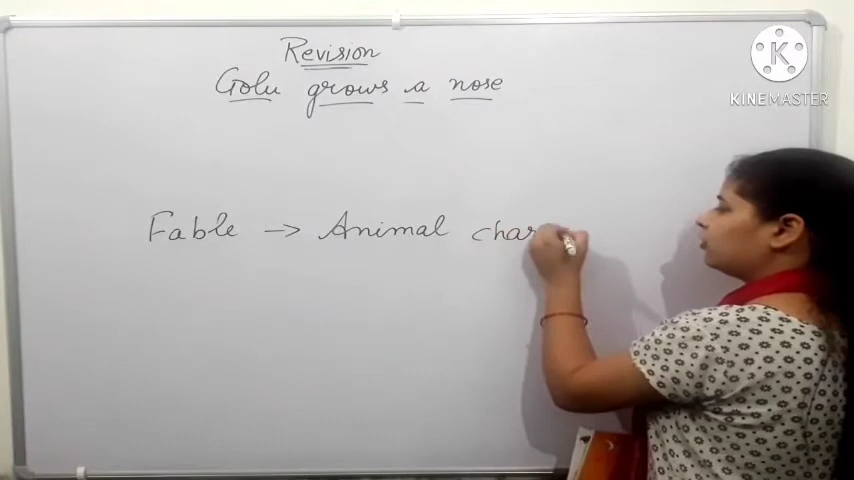 Revision
Golu grows a nose
KINEMASTER
Fable → Animal char